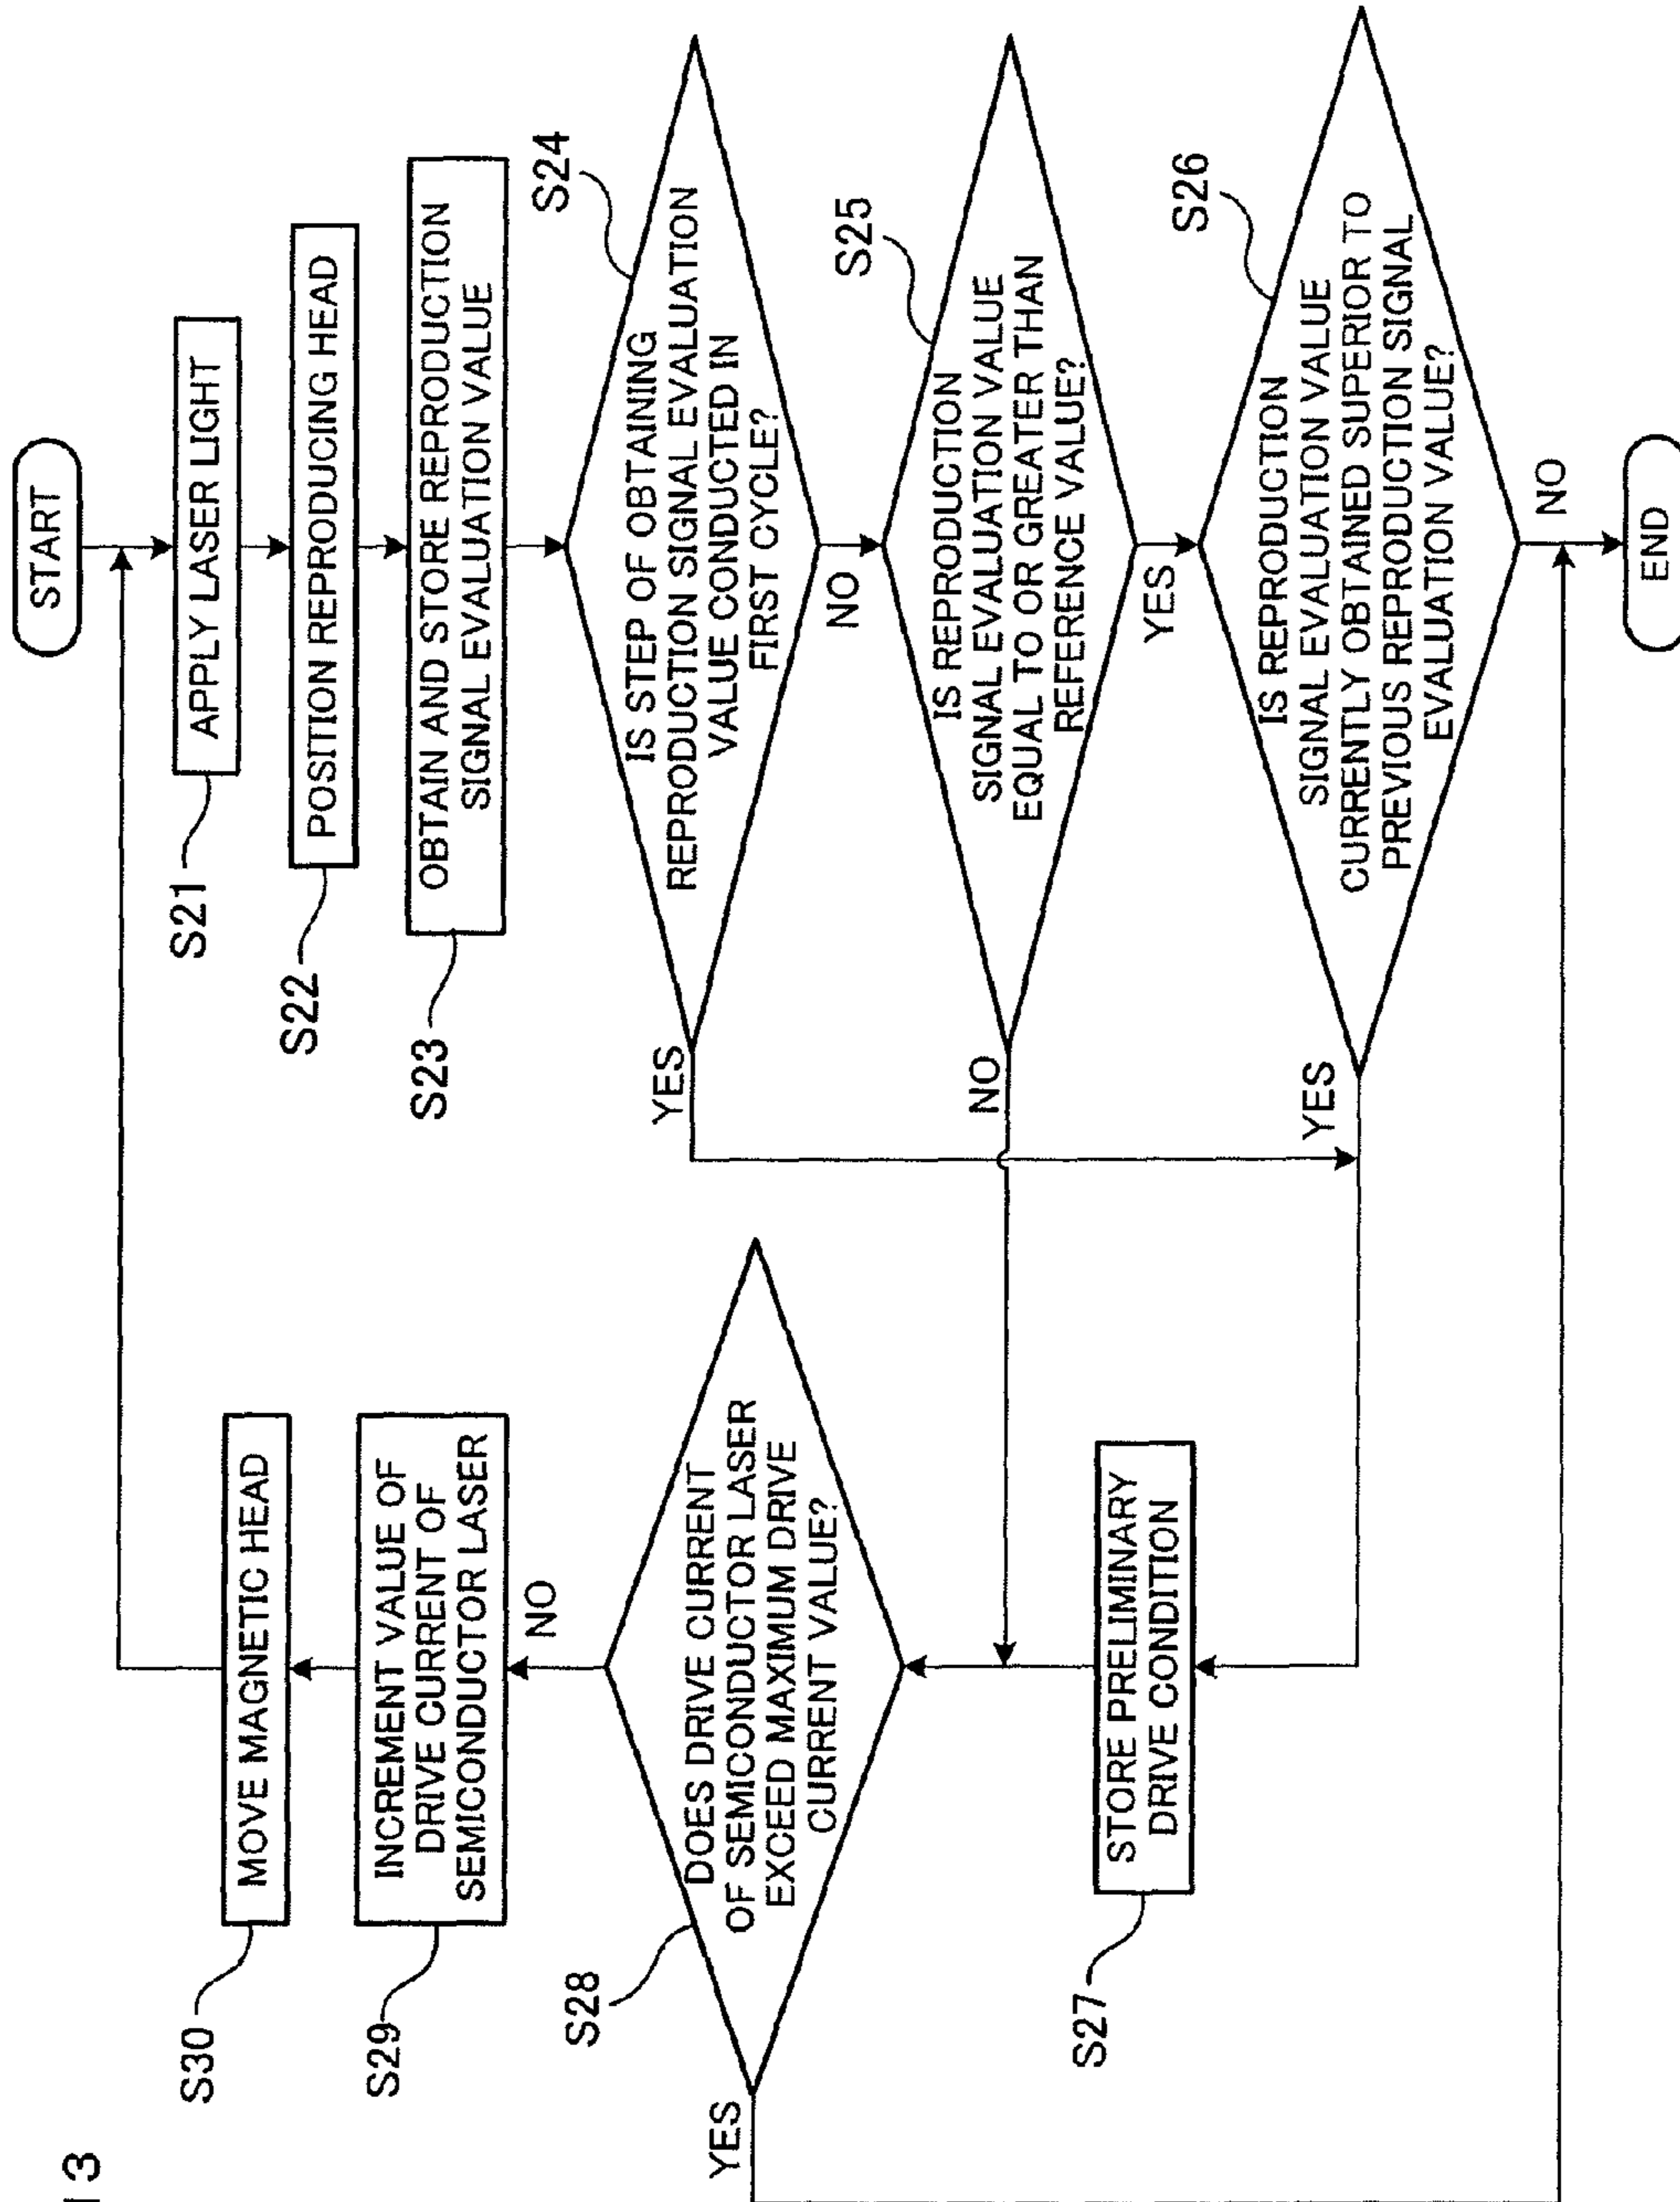 START
S21
APPLY LASER LIGHT
S22
POSITION REPRODUCING HEAD
S23
OBTAIN AND STORE REPRODUCTION
SIGNAL EVALUATION VALUE
S24
IS STEP OF OBTAINING
REPRODUCTION SIGNAL EVALUATION
VALUE CONDUCTED IN
FIRST CYCLE?
YES
NO
S25
IS REPRODUCTION
SIGNAL EVALUATION VALUE
EQUAL TO OR GREATER THAN
REFERENCE VALUE?
NO
YES
S26
IS REPRODUCTION
SIGNAL EVALUATION VALUE
CURRENTLY OBTAINED SUPERIOR TO
PREVIOUS REPRODUCTION SIGNAL
EVALUATION VALUE?
YES
NO
END
S30
MOVE MAGNETIC HEAD
S29
INCREMENT VALUE OF
DRIVE CURRENT OF
SEMICONDUCTOR LASER
NO
S28
DOES DRIVE CURRENT
OF SEMICONDUCTOR LASER
EXCEED MAXIMUM DRIVE
CURRENT VALUE?
YES
S27
STORE PRELIMINARY
DRIVE CONDITION
13